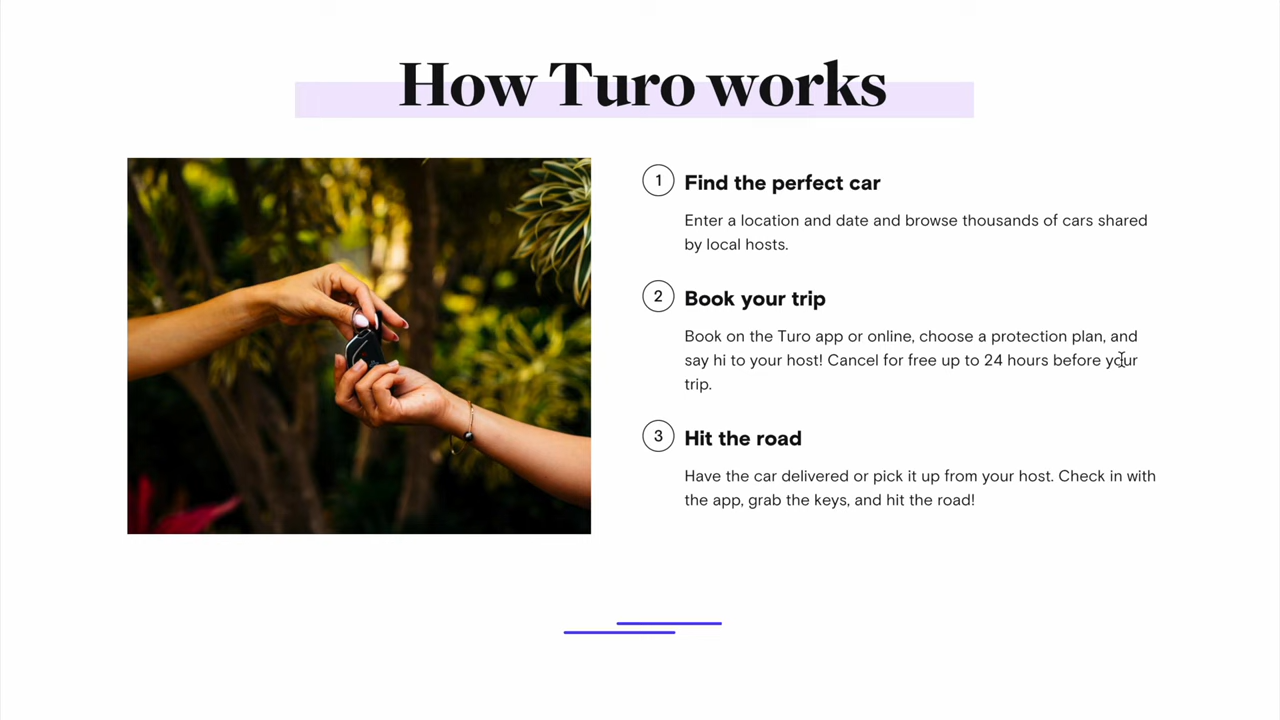 How Turo works
1 Find the perfect car
Enter a location and date and browse thousands of cars shared
by local hosts.
2 Book your trip
Book on the Turo app or online, choose a protection plan, and
say hi to your host! Cancel for free up to 24 hours before your
trip.
3 Hit the road
Have the car delivered or pick it up from your host. Check in with
the app, grab the keys, and hit the road!